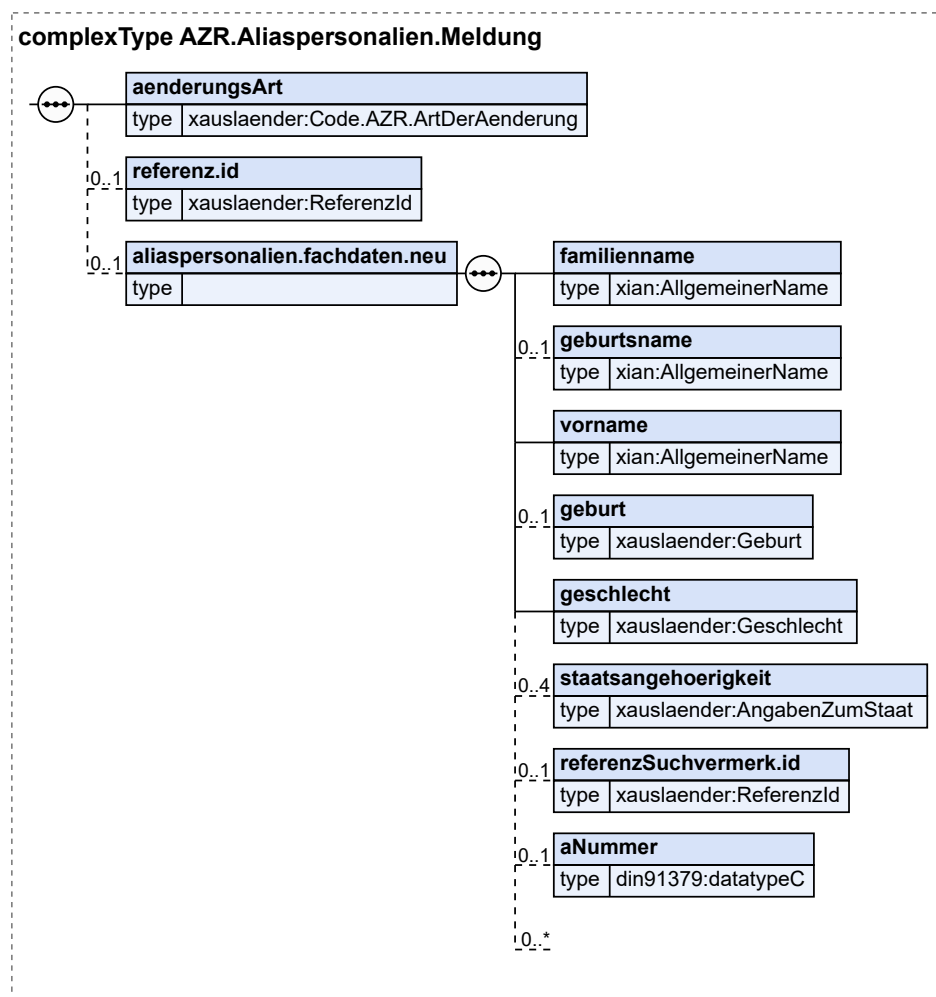 complexType AZR.Aliaspersonalien.Meldung
aenderungsArt
type xauslaender:Code.AZR.ArtDerAenderung
0..1 referenz.id
type xauslaender:ReferenzId
0..1 aliaspersonalien.fachdaten.neu
type
familienname
type xian:AllgemeinerName
0..1 geburtsname
type xian:AllgemeinerName
vorname
type xian:AllgemeinerName
0..1 geburt
type xauslaender:Geburt
geschlecht
type xauslaender:Geschlecht
0..4 staatsangehoerigkeit
type xauslaender:AngabenZumStaat
0..1 referenzSuchvermerk.id
type xauslaender:ReferenzId
0..1 aNummer
type din91379:datatypeC
0..*